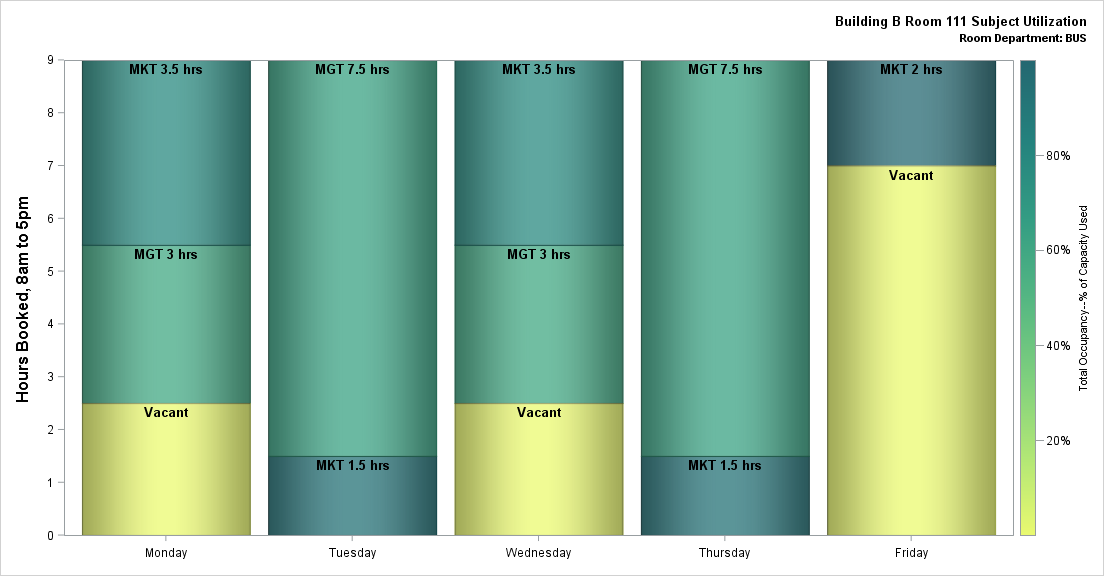 Building B Room 111 Subject Utilization
Room Department: BUS
Hours Booked, 8am to 5pm
9
8
7
6
5
4
3
2
1
0
MKT 3.5 hrs
MGT 3 hrs
Vacant
MGT 7.5 hrs
MKT 1.5 hrs
MKT 3.5 hrs
MGT 3 hrs
Vacant
MGT 7.5 hrs
MKT 1.5 hrs
MKT 2 hrs
Vacant
Monday
Tuesday
Wednesday
Thursday
Friday
80%
60%
40%
20%
Total Occupancy--% of Capacity Used